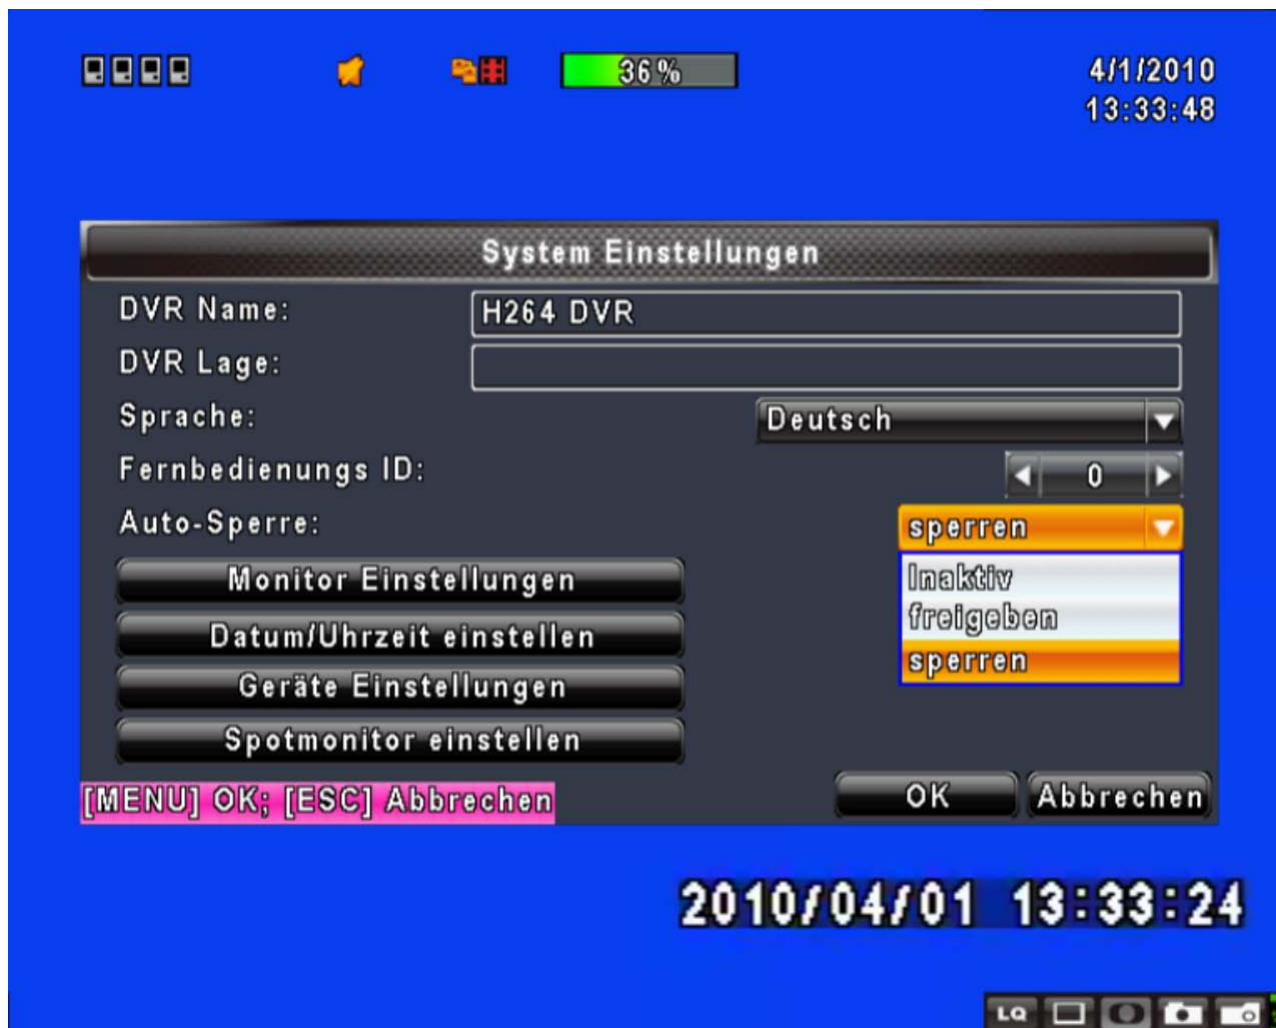 36%
4/1/2010
13:33:48
System Einstellungen
DVR Name:
H264 DVR
DVR Lage:
Sprache:
Deutsch
Fernbedienungs ID:
0
Auto-Sperre:
sperren
Inaktiv
freigeben
sperren
Monitor Einstellungen
Datum/Uhrzeit einstellen
Geräte Einstellungen
Spotmonitor einstellen
[MENU] OK; [ESC] Abbrechen
OK
Abbrechen
2010/04/01 13:33:24
LQ